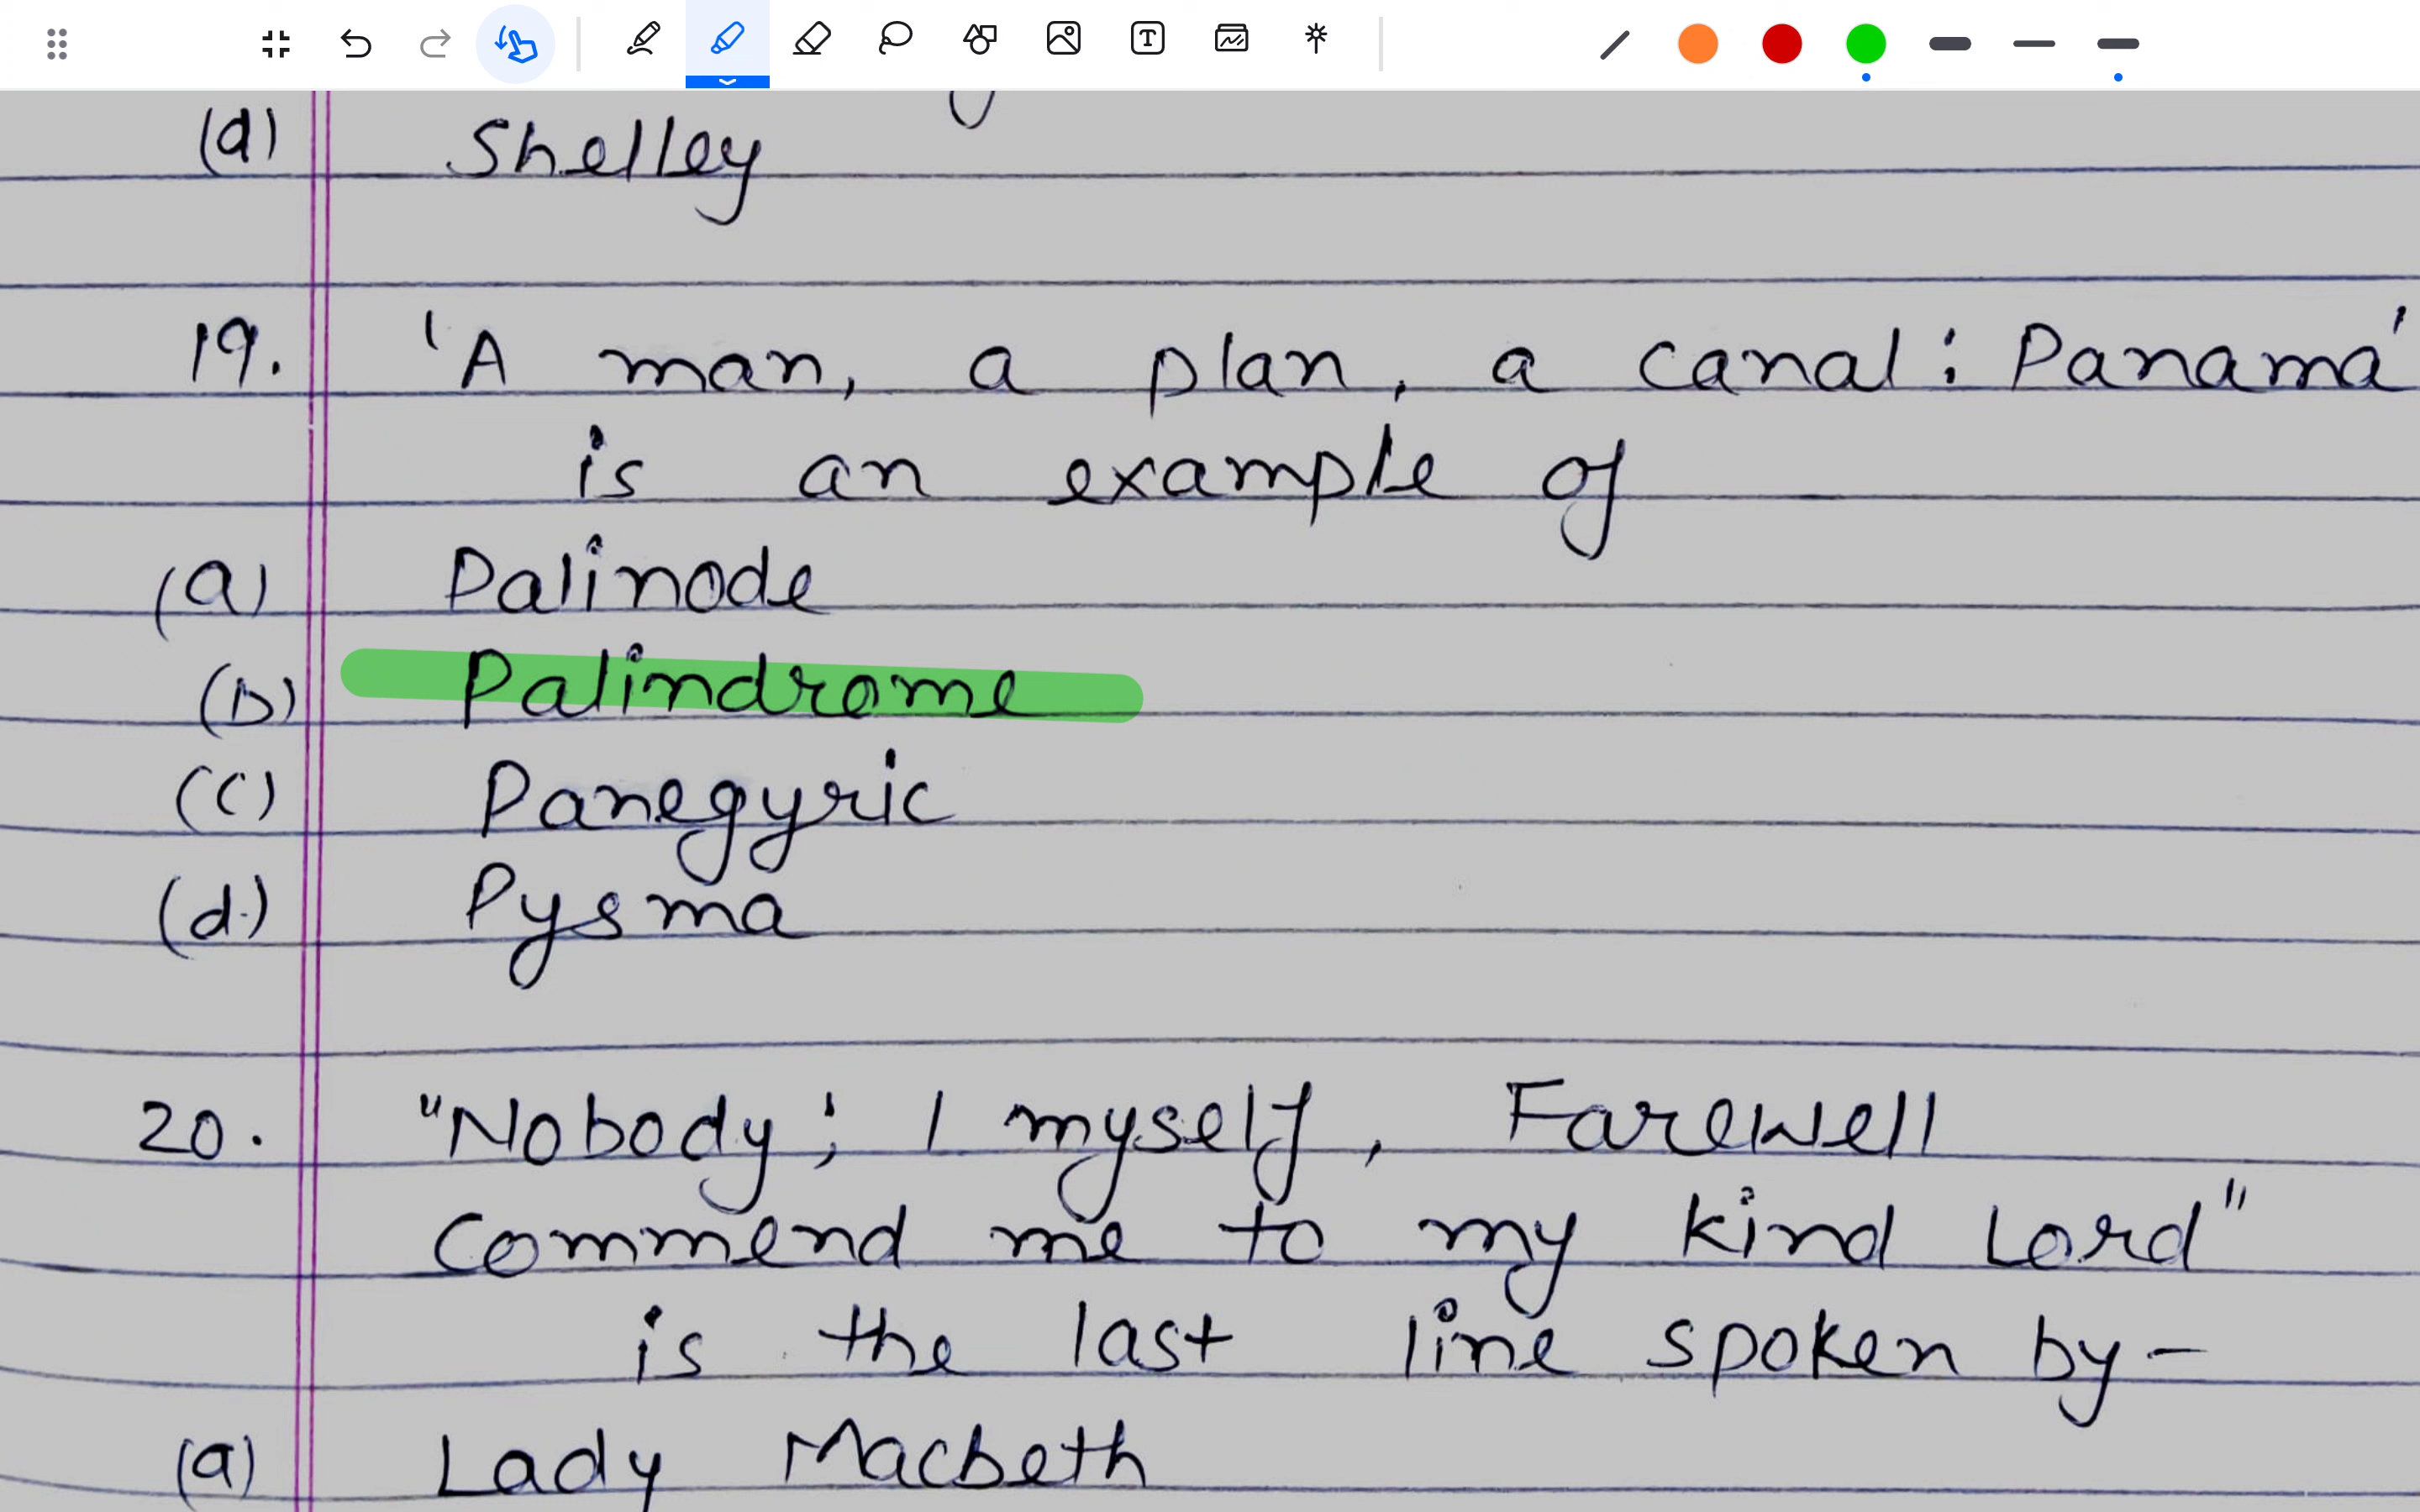 (d) Shelley
19. 'A man, a plan, a canal : Panama'
is an example of
(a) Palinode
(b) Palindrome
(c) Panegyric
(d) Pysma
20. "Nobody; I myself, Farewell
Commend me to my kind Lord"
is the last line spoken by-
(a) Lady Macbeth